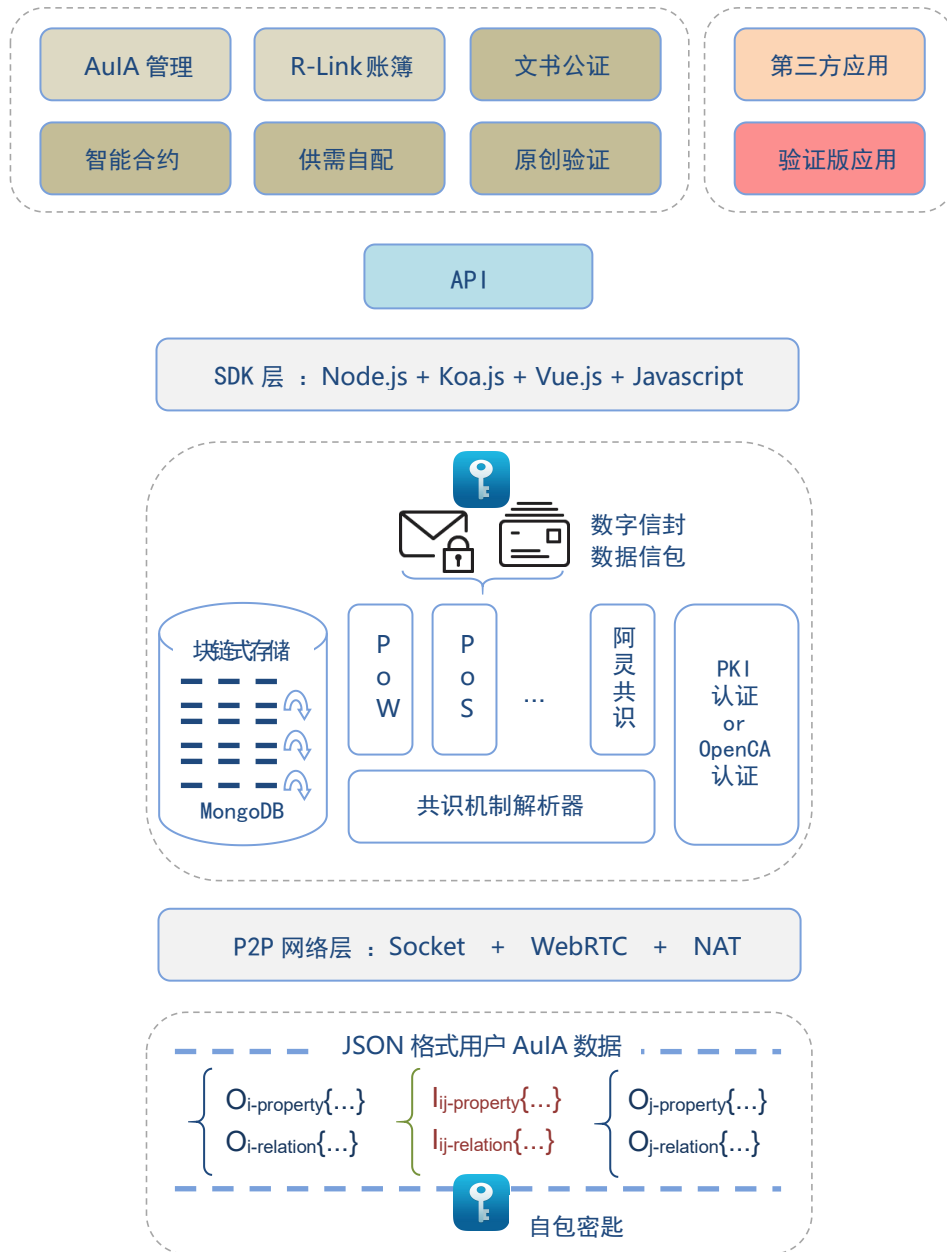 AuIA 管理
R-Link 账簿
文书公证
第三方应用
智能合约
供需自配
原创验证
验证版应用
API
SDK 层 ：Node.js + Koa.js + Vue.js + Javascript
数字信封
数据信包
块链式存储
MongoDB
PoW
PoS
...
阿灵共识
共识机制解析器
PKI
认证
or
OpenCA
认证
P2P 网络层 ：Socket + WebRTC + NAT
JSON 格式用户 AuIA 数据
Oi-property{...}
Oi-relation{...}
Iij-property{...}
Iij-relation{...}
Oj-property{...}
Oj-relation{...}
自包密匙